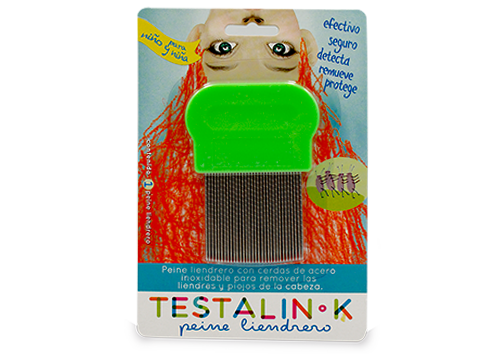 para
niño y niña
efectivo
seguro
detecta
remueve
protege
contenido: 1 peine liendrero
Peine liendrero con cerdas de acero
inoxidable para remover las
liendres y piojos de la cabeza.
TESTALIN·K
peine liendrero